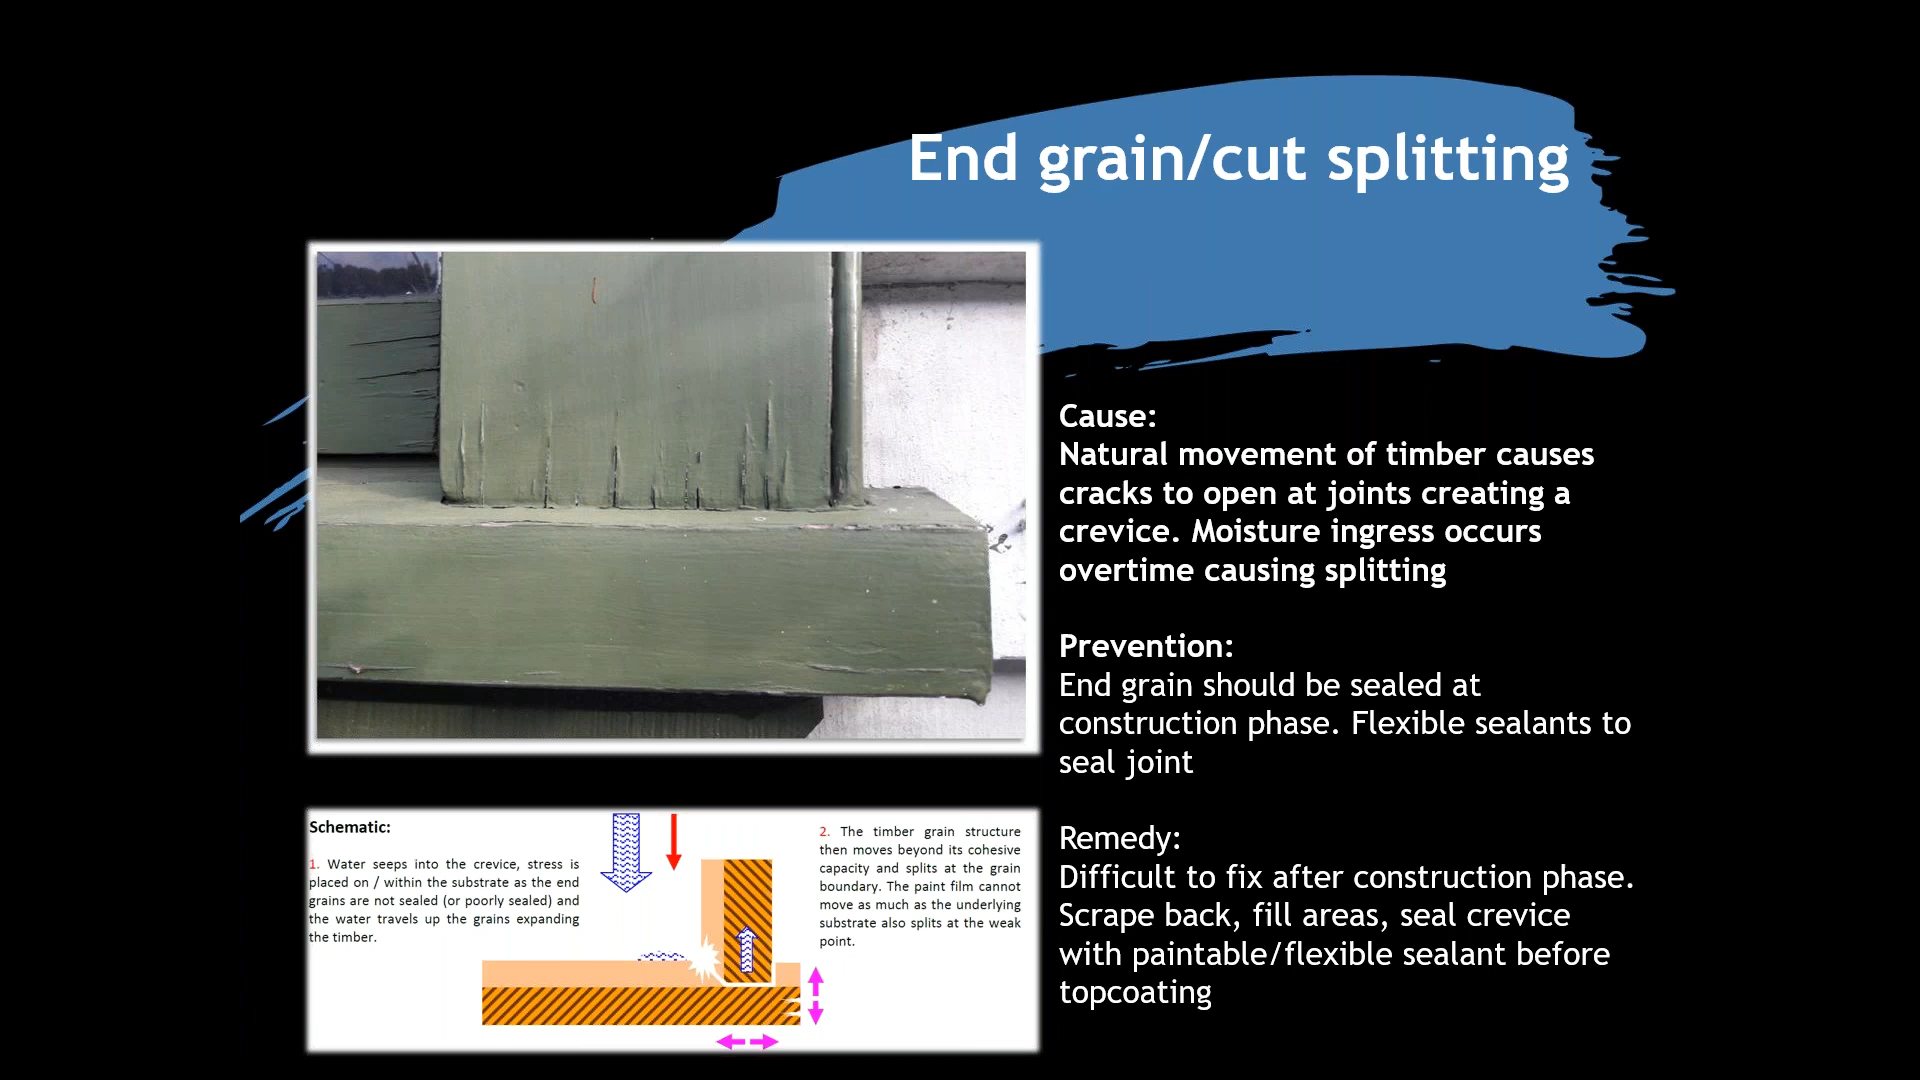 End grain/cut splitting
Cause:
Natural movement of timber causes
cracks to open at joints creating a
crevice. Moisture ingress occurs
overtime causing splitting
Prevention:
End grain should be sealed at
construction phase. Flexible sealants to
seal joint
Remedy:
Difficult to fix after construction phase.
Scrape back, fill areas, seal crevice
with paintable/flexible sealant before
topcoating
Schematic:
1. Water seeps into the crevice, stress is
placed on / within the substrate as the end
grains are not sealed (or poorly sealed) and
the water travels up the grains expanding
the timber.
2. The timber grain structure
then moves beyond its cohesive
capacity and splits at the grain
boundary. The paint film cannot
move as much as the underlying
substrate also splits at the weak
point.